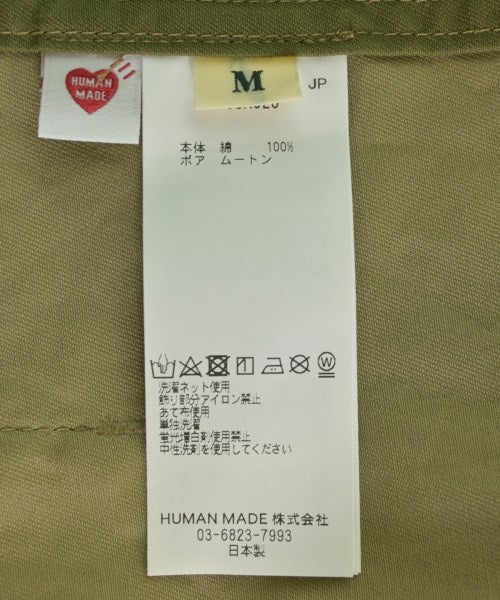 HUMAN
MADE
M
JP
本体 綿 100%
ボア ムートン
洗濯ネット使用
飾り部分アイロン禁止
あて布使用
単独洗濯
蛍光増白剤使用禁止
中性洗剤を使用してください
HUMAN MADE 株式会社
03-6823-7993
日本製